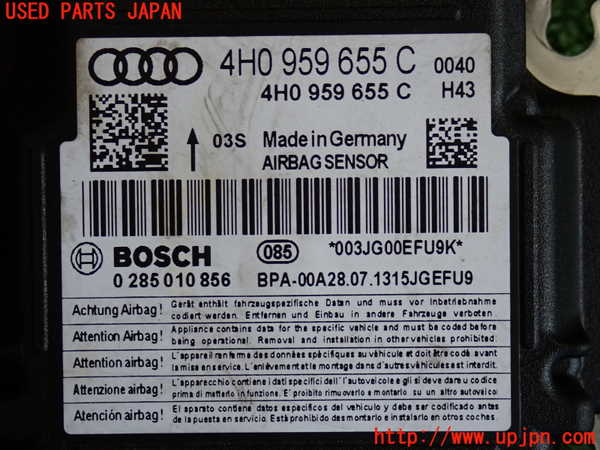 USED PARTS JAPAN
4H0 959 655 C 0040
4H0 959 655 C H43
03S Made in Germany
AIRBAG SENSOR
BOSCH 085 *003JG00EFU9K*
0 285 010 856 BPA-00A28.07.1315JGEFU9
Achtung Airbag! Gerät enthält fahrzeugspezifische Daten und muss vor Inbetriebnahme
codiert werden. Entfernen und Einbau in andere Fahrzeuge verboten.
Attention Airbag! Appliance contains data for the specific vehicle and must be coded before
being operational. Removal and installation in other vehicles prohibited.
Attention airbag! L'appareil renferme des données spécifiques au véhicule et doit être codé avant
la mise en service. L'enlèvement et le montage dans d'autres véhicules est interdit.
Attenzione airbag! L'apparecchio contiene i dati specifici dell'autoveicolo e gli si deve dare u codice
prima di metterlo in funzione. E' proibito rimuoverlo e montarlo su un altro autoveicolo!
Atención airbag! El aparato contiene datos especificos del vehículo y debe ser codificado antes
de la puesta en servicio. Está prohibido desmontarlo e instalarlo en otros coches.
http://www.upjpn.com